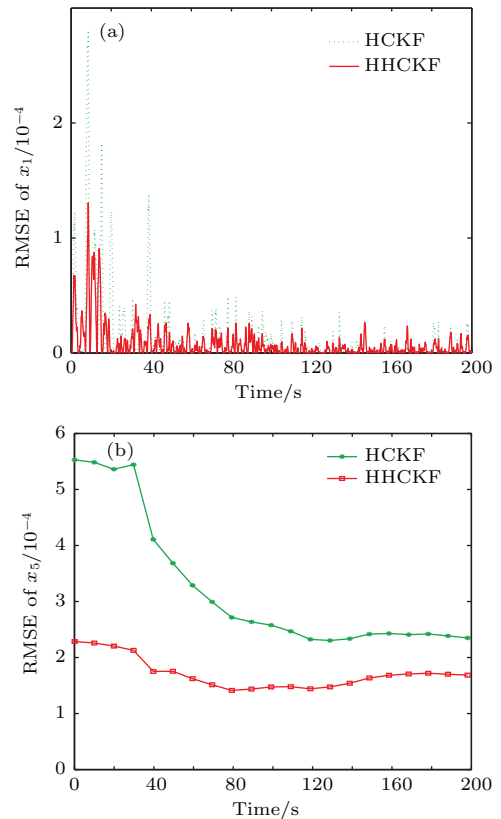 (a)
HCKF
HHCKF
RMSE of x₁/10⁻⁴
2
1
0
0 40 80 120 160 200
Time/s
(b)
HCKF
HHCKF
RMSE of x₅/10⁻⁴
6
5
4
3
2
1
0
0 40 80 120 160 200
Time/s